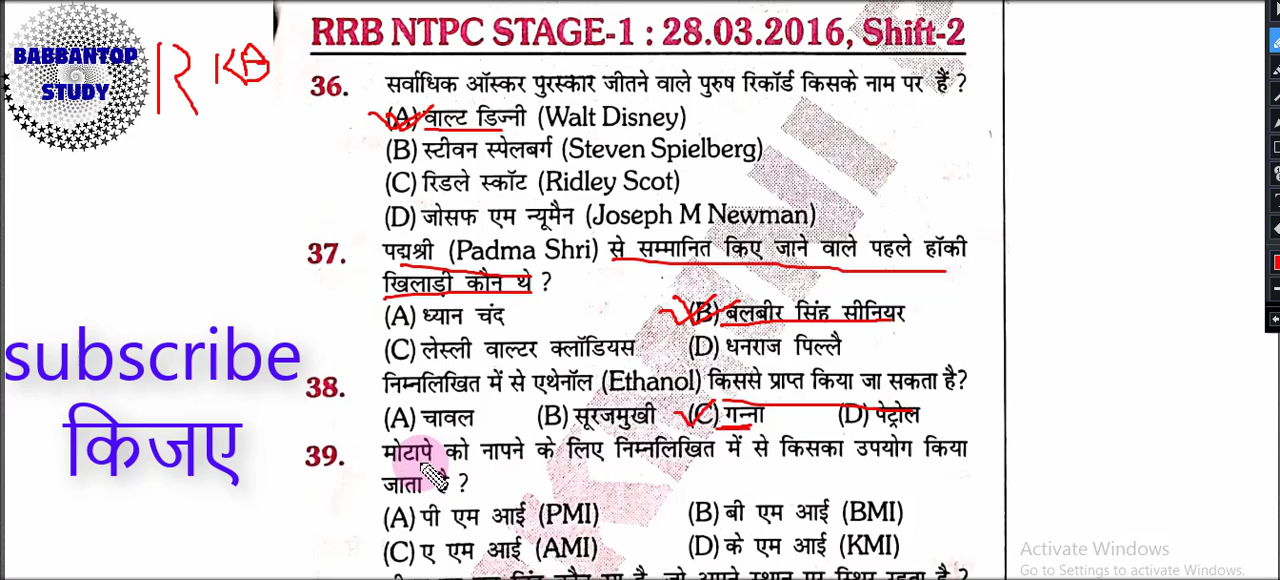 BABBANTOP
STUDY
RKB
RRB NTPC STAGE-1 : 28.03.2016, Shift-2
36. सर्वाधिक ऑस्कर पुरस्कार जीतने वाले पुरुष रिकॉर्ड किसके नाम पर हैं ?
(A) वाल्ट डिज्नी (Walt Disney)
(B) स्टीवन स्पेलबर्ग (Steven Spielberg)
(C) रिडले स्कॉट (Ridley Scot)
(D) जोसफ एम न्यूमैन (Joseph M Newman)
37. पद्मश्री (Padma Shri) से सम्मानित किए जाने वाले पहले हॉकी
खिलाड़ी कौन थे ?
(A) ध्यान चंद (B) बलबीर सिंह सीनियर
(C) लेस्ली वाल्टर क्लॉडियस (D) धनराज पिल्लै
subscribe
किजए
38. निम्नलिखित में से एथेनॉल (Ethanol) किससे प्राप्त किया जा सकता है?
(A) चावल (B) सूरजमुखी (C) गन्ना (D) पेट्रोल
39. मोटापे को नापने के लिए निम्नलिखित में से किसका उपयोग किया
जाता है ?
(A) पी एम आई (PMI) (B) बी एम आई (BMI)
(C) ए एम आई (AMI) (D) के एम आई (KMI)
Activate Windows
Go to Settings to activate Windows.